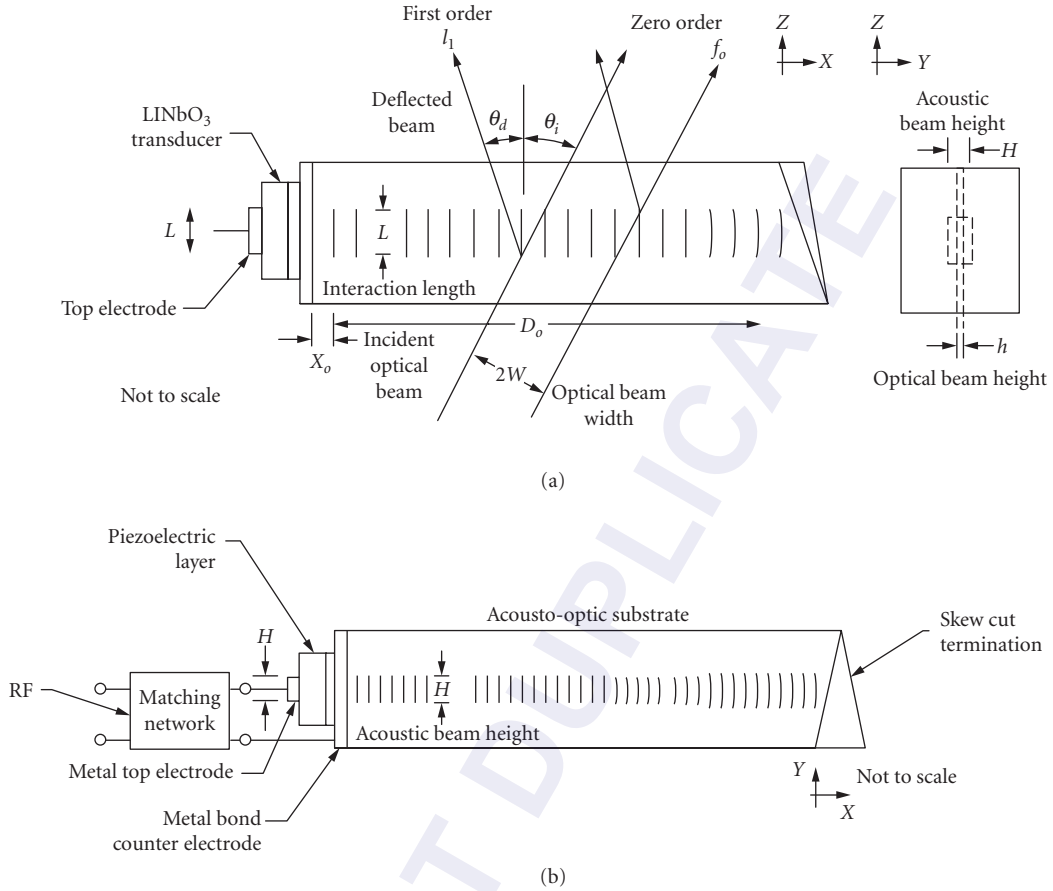 First order
l1
Zero order
fo
Z
X
Z
Y
Deflected
beam
θd
θi
LINbO3
transducer
Acoustic
beam height
H
L
L
Top electrode
Interaction length
Xo
Incident
optical
beam
Do
2W
Optical beam
width
h
Optical beam height
Not to scale
(a)
Piezoelectric
layer
Acousto-optic substrate
Skew cut
termination
H
RF
Matching
network
H
Acoustic beam height
Metal top electrode
Metal bond
counter electrode
Y
X
Not to scale
(b)
T DUPLICATE